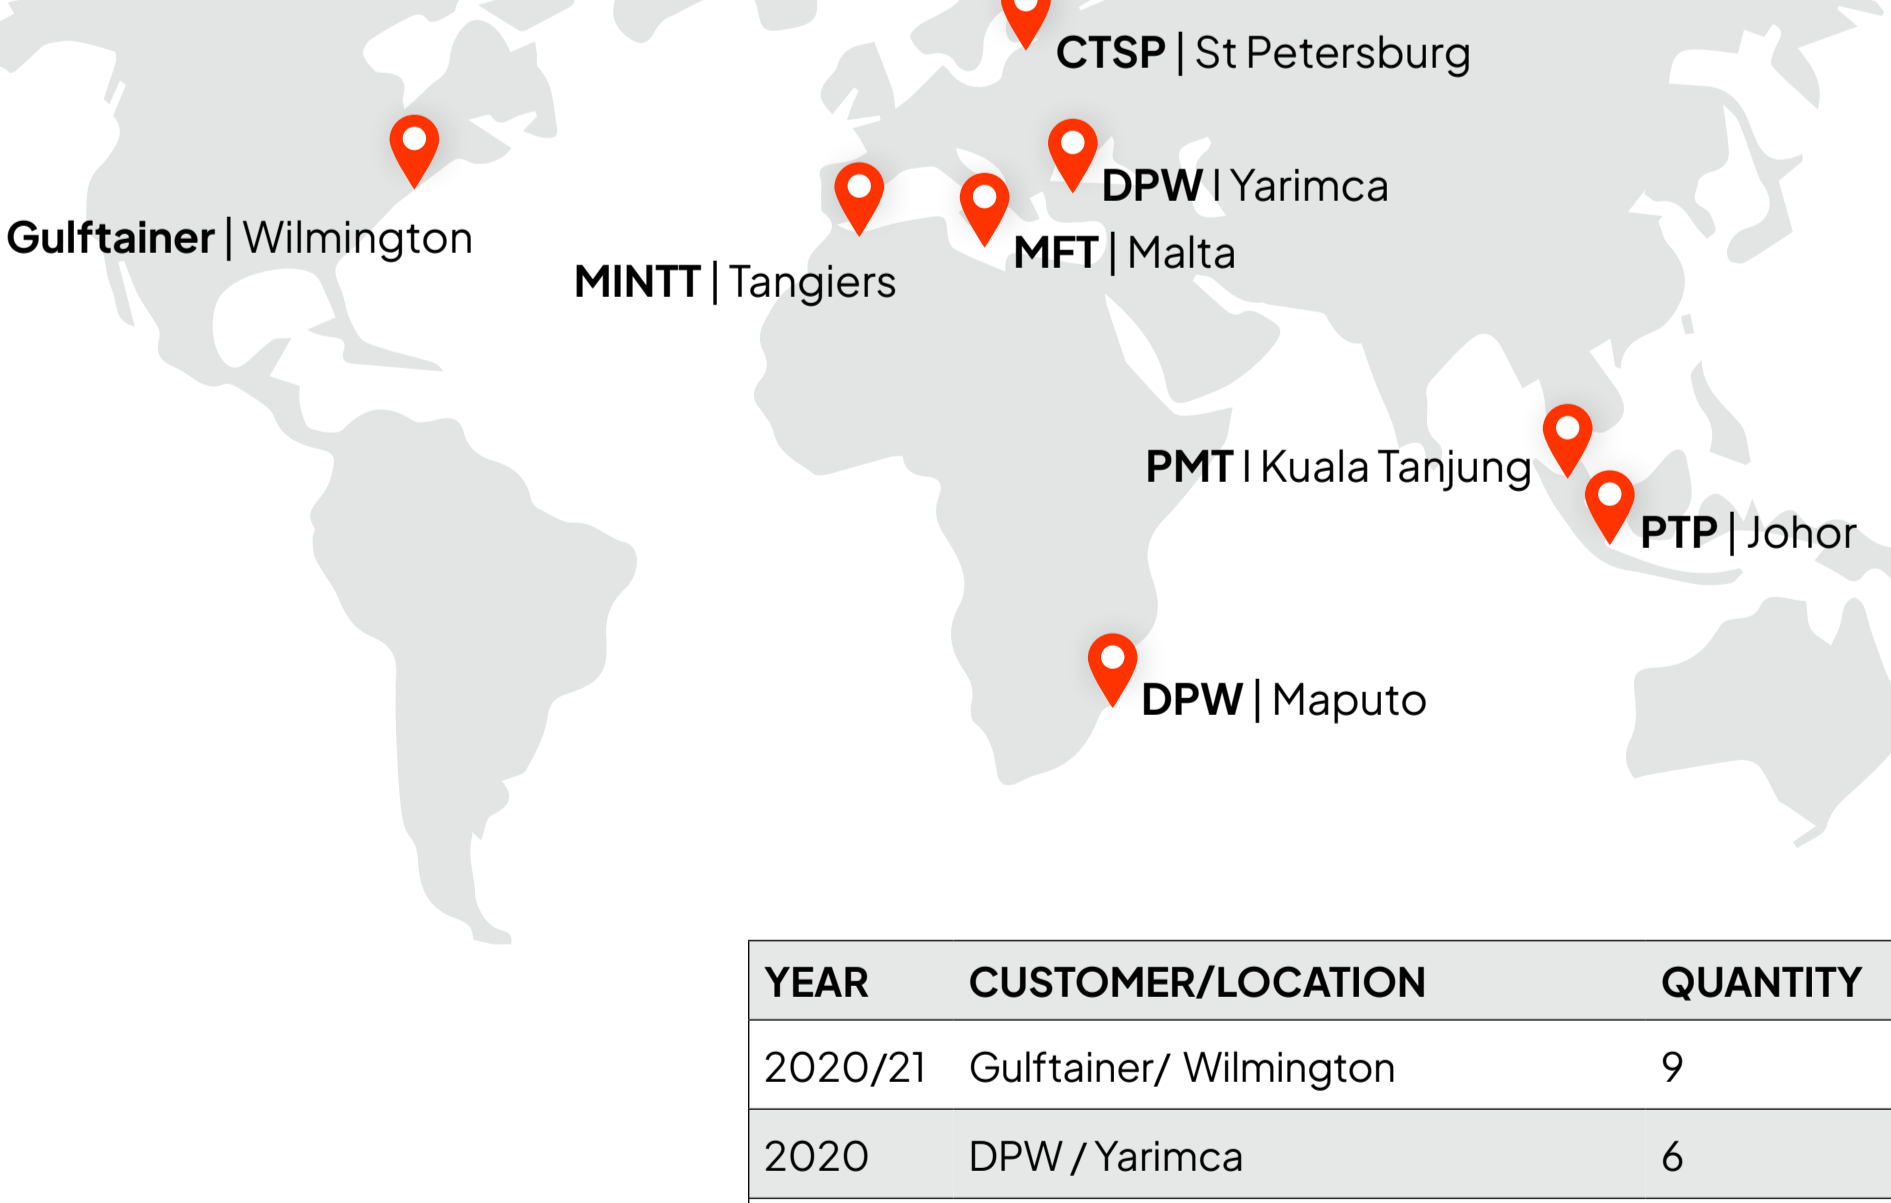 CTSP | St Petersburg
DPW I Yarimca
Gulftainer | Wilmington
MFT | Malta
MINTT | Tangiers
PMT I Kuala Tanjung
PTP | Johor
DPW | Maputo
YEAR CUSTOMER/LOCATION QUANTITY
2020/21 Gulftainer/ Wilmington 9
2020 DPW / Yarimca 6